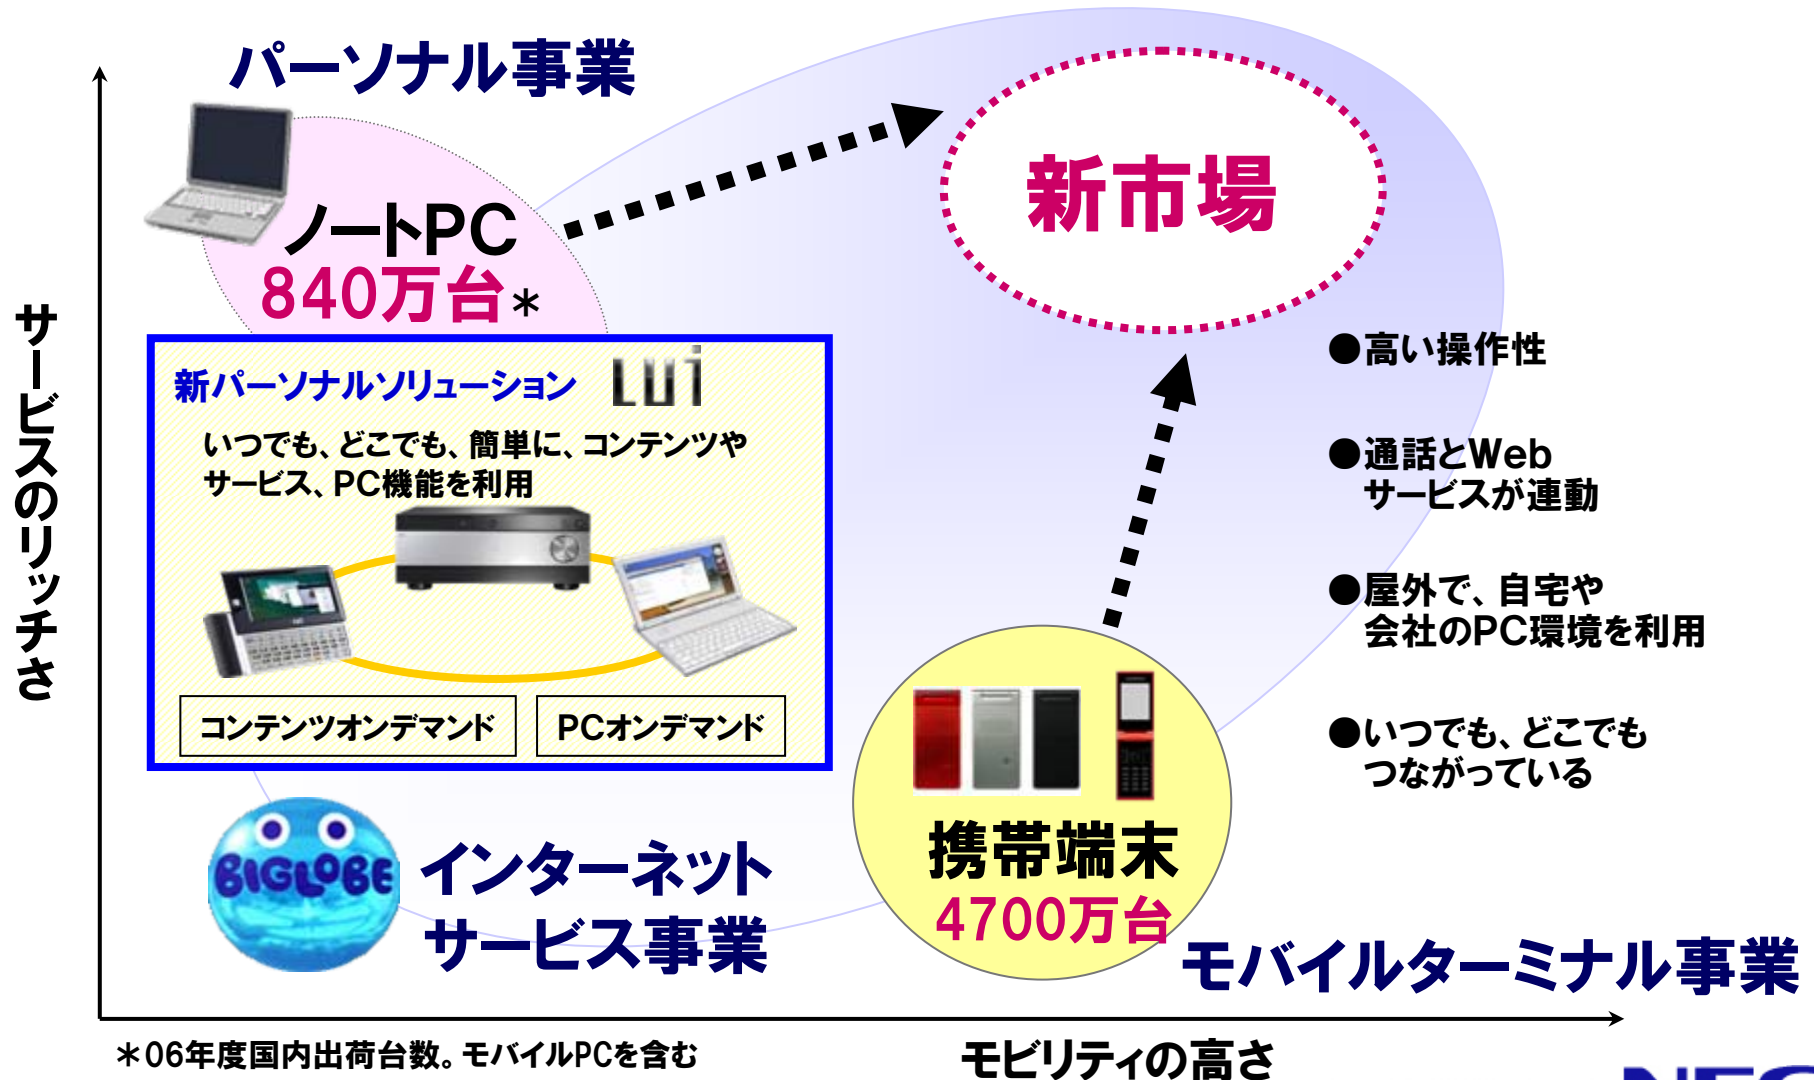 パーソナル事業
ノートPC
840万台＊
新市場
サービスのリッチさ
新パーソナルソリューション LUi
いつでも、どこでも、簡単に、コンテンツや
サービス、PC機能を利用
コンテンツオンデマンド
PCオンデマンド
●高い操作性
●通話とWeb
サービスが連動
●屋外で、自宅や
会社のPC環境を利用
●いつでも、どこでも
つながっている
BIGLOBE
インターネット
サービス事業
携帯端末
4700万台
モバイルターミナル事業
＊06年度国内出荷台数。モバイルPCを含む
モビリティの高さ
NEC